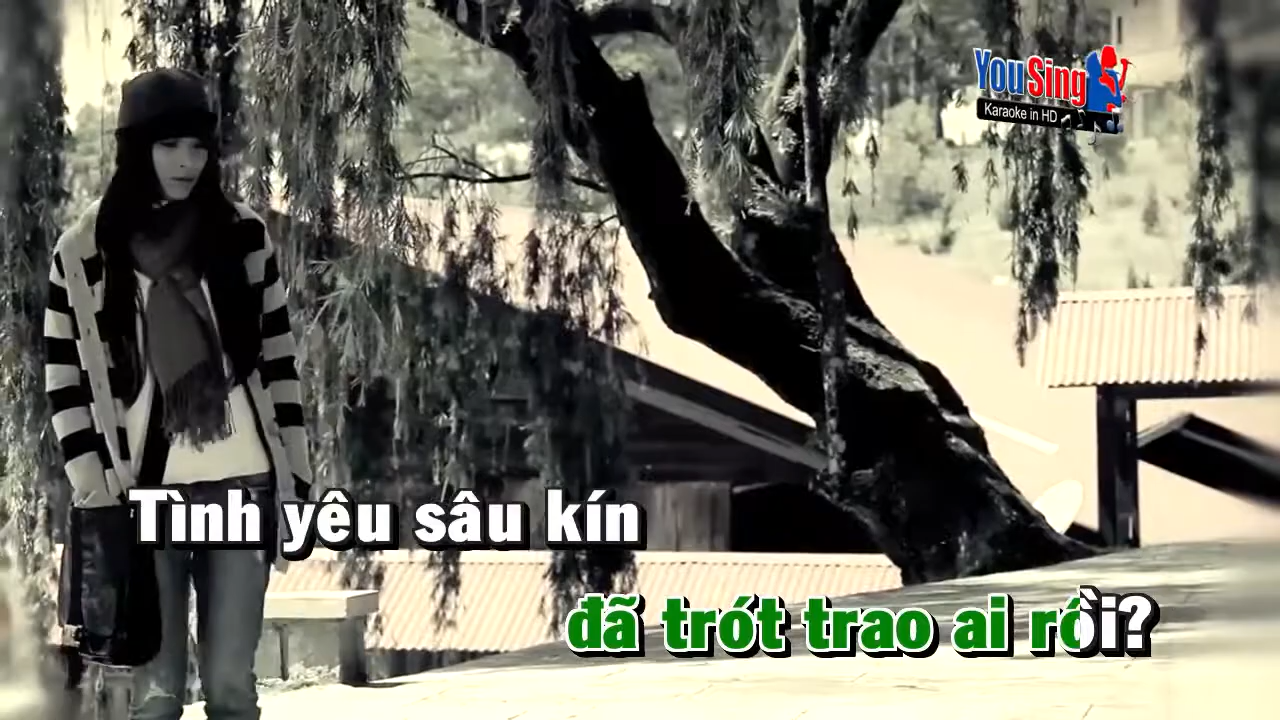 YouSing
Karaoke in HD
Tình yêu sâu kín
đã trót trao ai rồi?